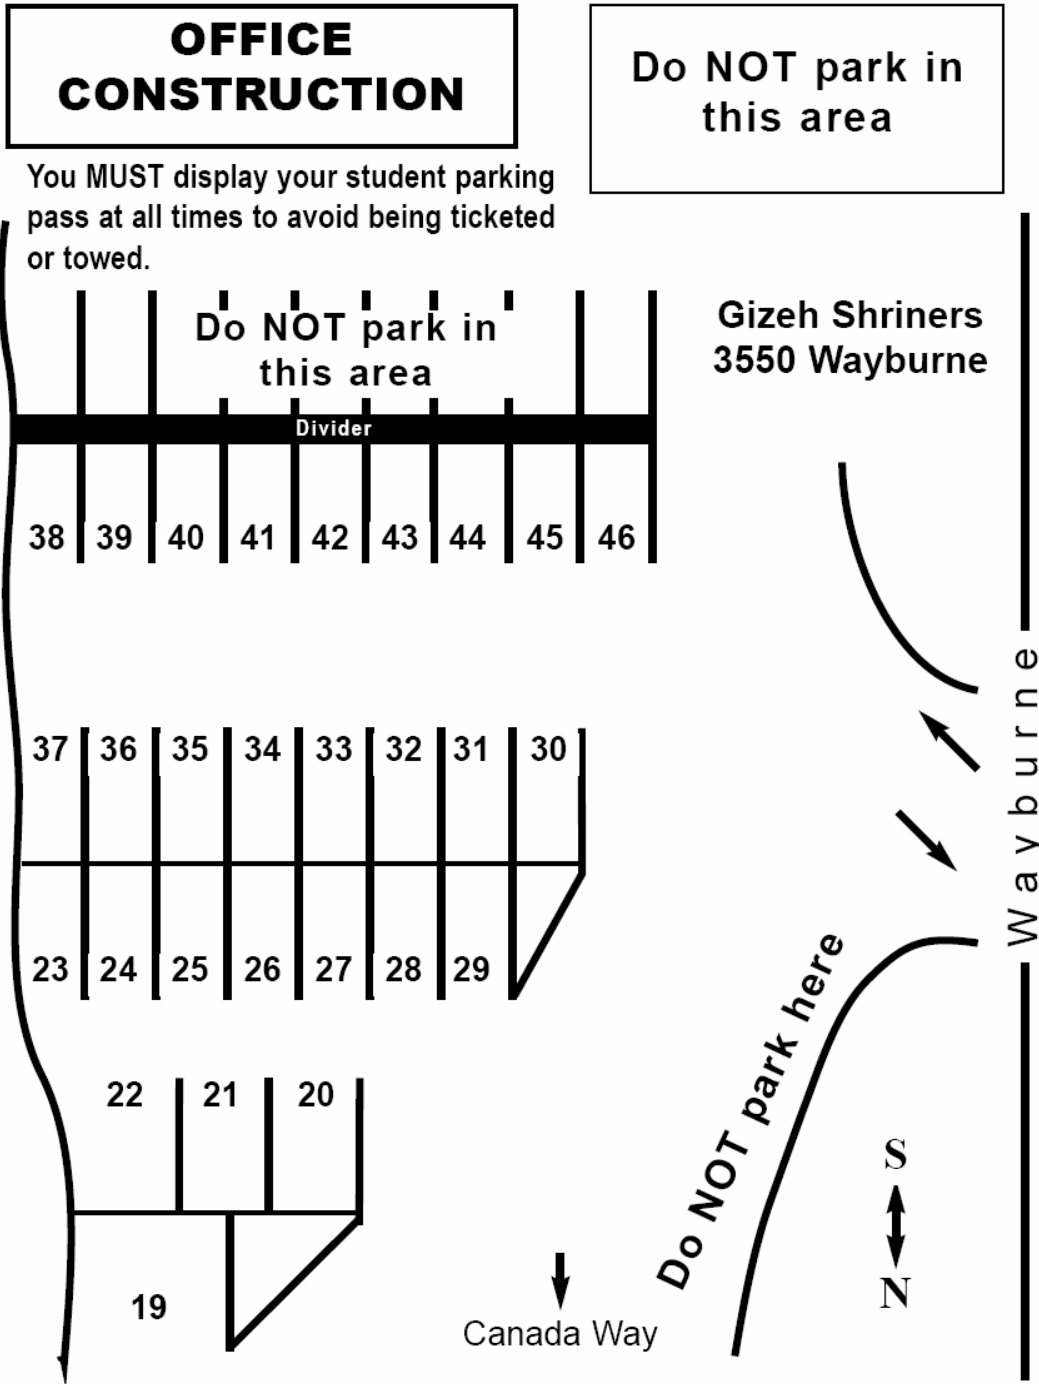 OFFICE
CONSTRUCTION
Do NOT park in
this area
You MUST display your student parking
pass at all times to avoid being ticketed
or towed.
Gizeh Shriners
3550 Wayburne
Do NOT park in
this area
Divider
38 39 40 41 42 43 44 45 46
Wayburne
37 36 35 34 33 32 31 30
23 24 25 26 27 28 29
Do NOT park here
22 21 20
S
N
19
Canada Way